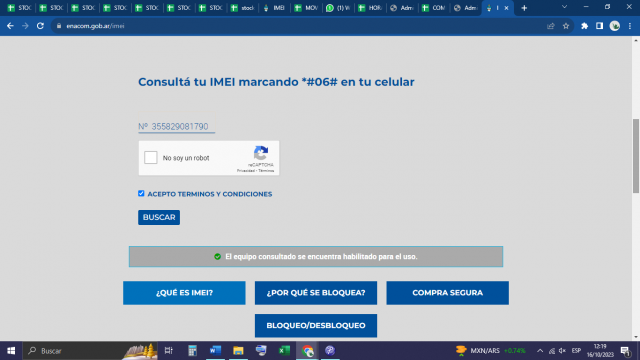 STOC STOC STOC STOC STOC STOC STOC stock IMEI MOV (1) W HOR Adm COM Adm I
enacom.gob.ar/imei
Consultá tu IMEI marcando *#06# en tu celular
Nº 355829081790
No soy un robot
reCAPTCHA
Privacidad - Términos
ACEPTO TERMINOS Y CONDICIONES
BUSCAR
El equipo consultado se encuentra habilitado para el uso.
¿QUÉ ES IMEI? ¿POR QUÉ SE BLOQUEA? COMPRA SEGURA
BLOQUEO/DESBLOQUEO
Buscar
MXN/ARS +0,74% ESP 12:19
16/10/2023